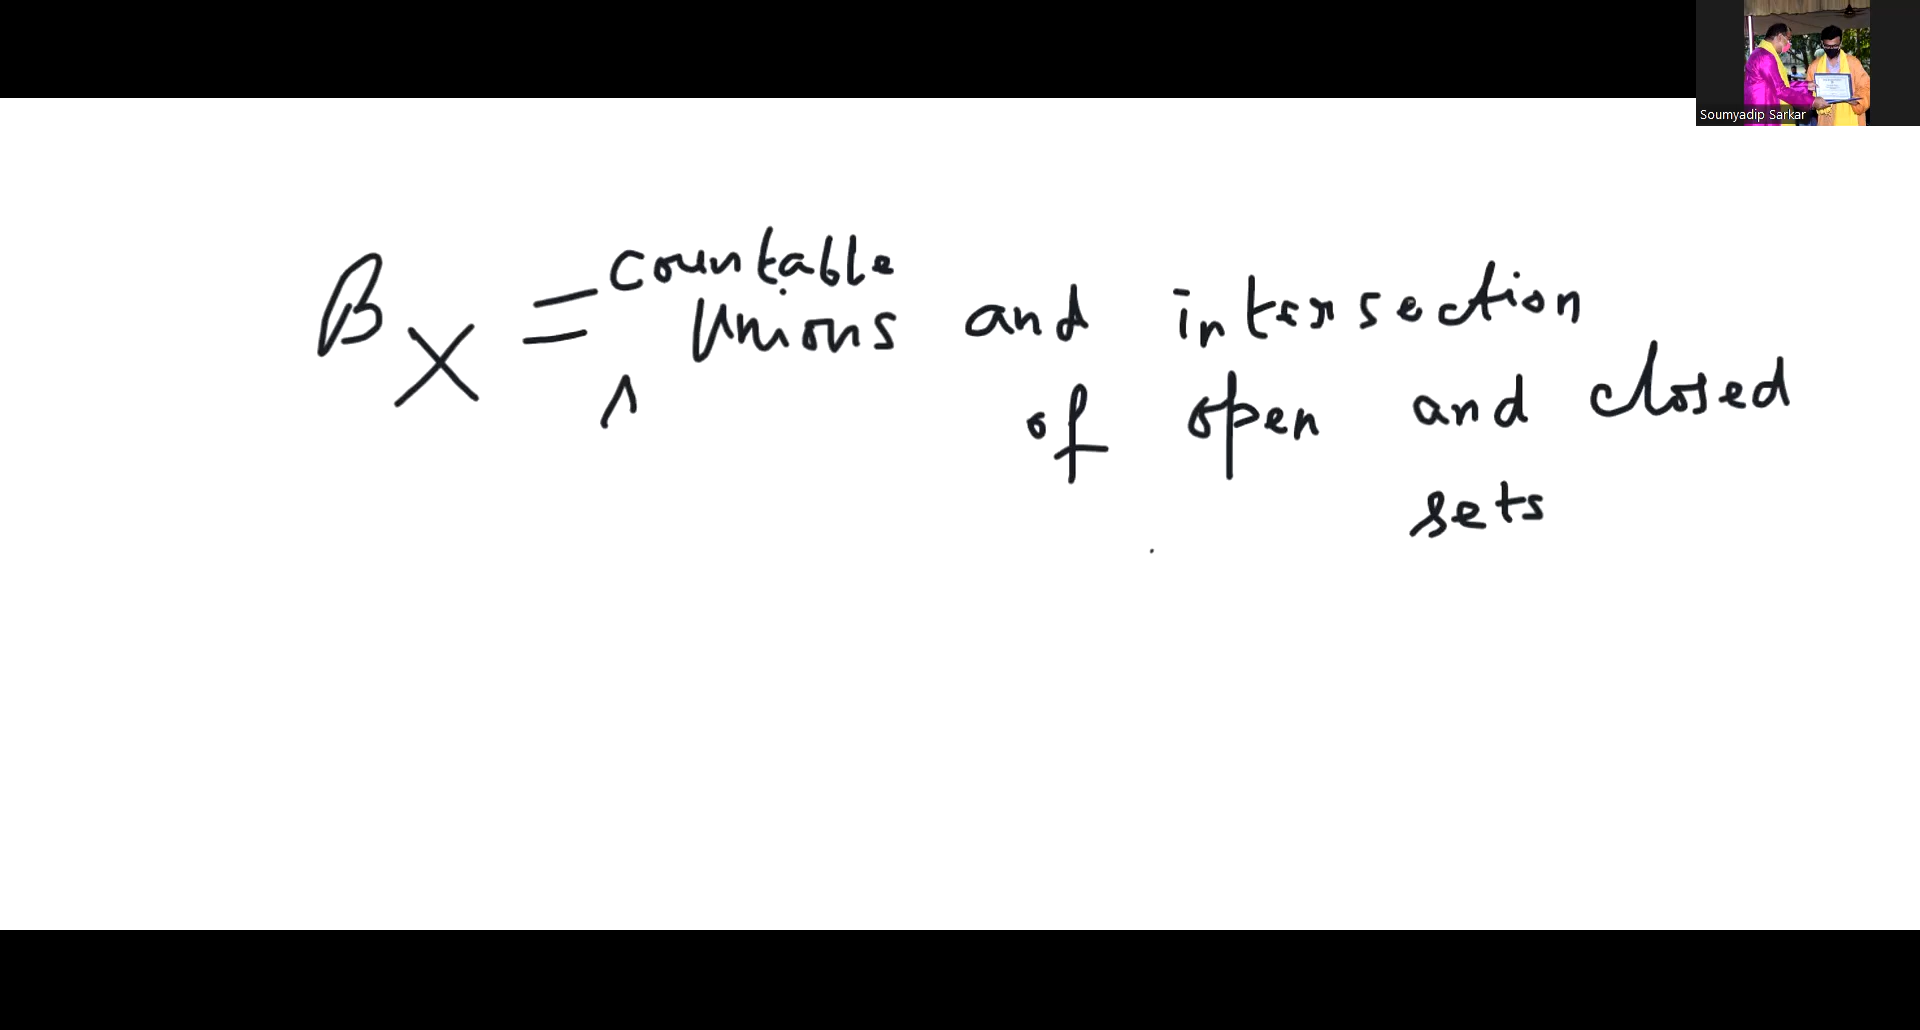 Soumyadip Sarkar
B_X = countable
unions and intersection
of open and closed
sets